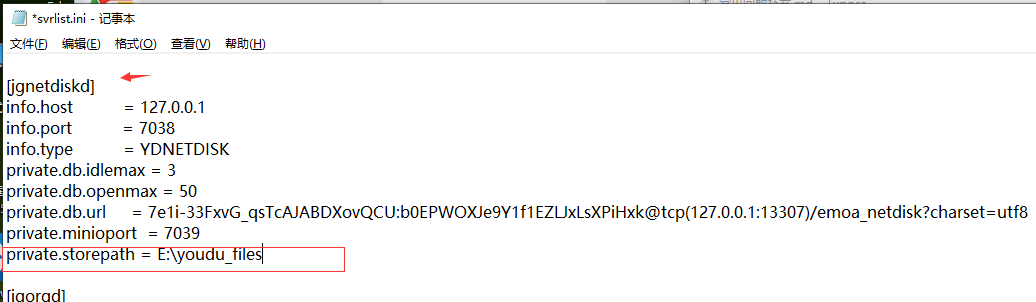 *svrlist.ini - 记事本
文件(F) 编辑(E) 格式(O) 查看(V) 帮助(H)
[jgnetdiskd]
info.host = 127.0.0.1
info.port = 7038
info.type = YDNETDISK
private.db.idlemax = 3
private.db.openmax = 50
private.db.url = 7e1i-33FxvG_qsTcAJABDXovQCU:b0EPWOXJe9Y1f1EZLJxLsXPiHxk@tcp(127.0.0.1:13307)/emoa_netdisk?charset=utf8
private.minioport = 7039
private.storepath = E:\youdu_files
[jgorgd]